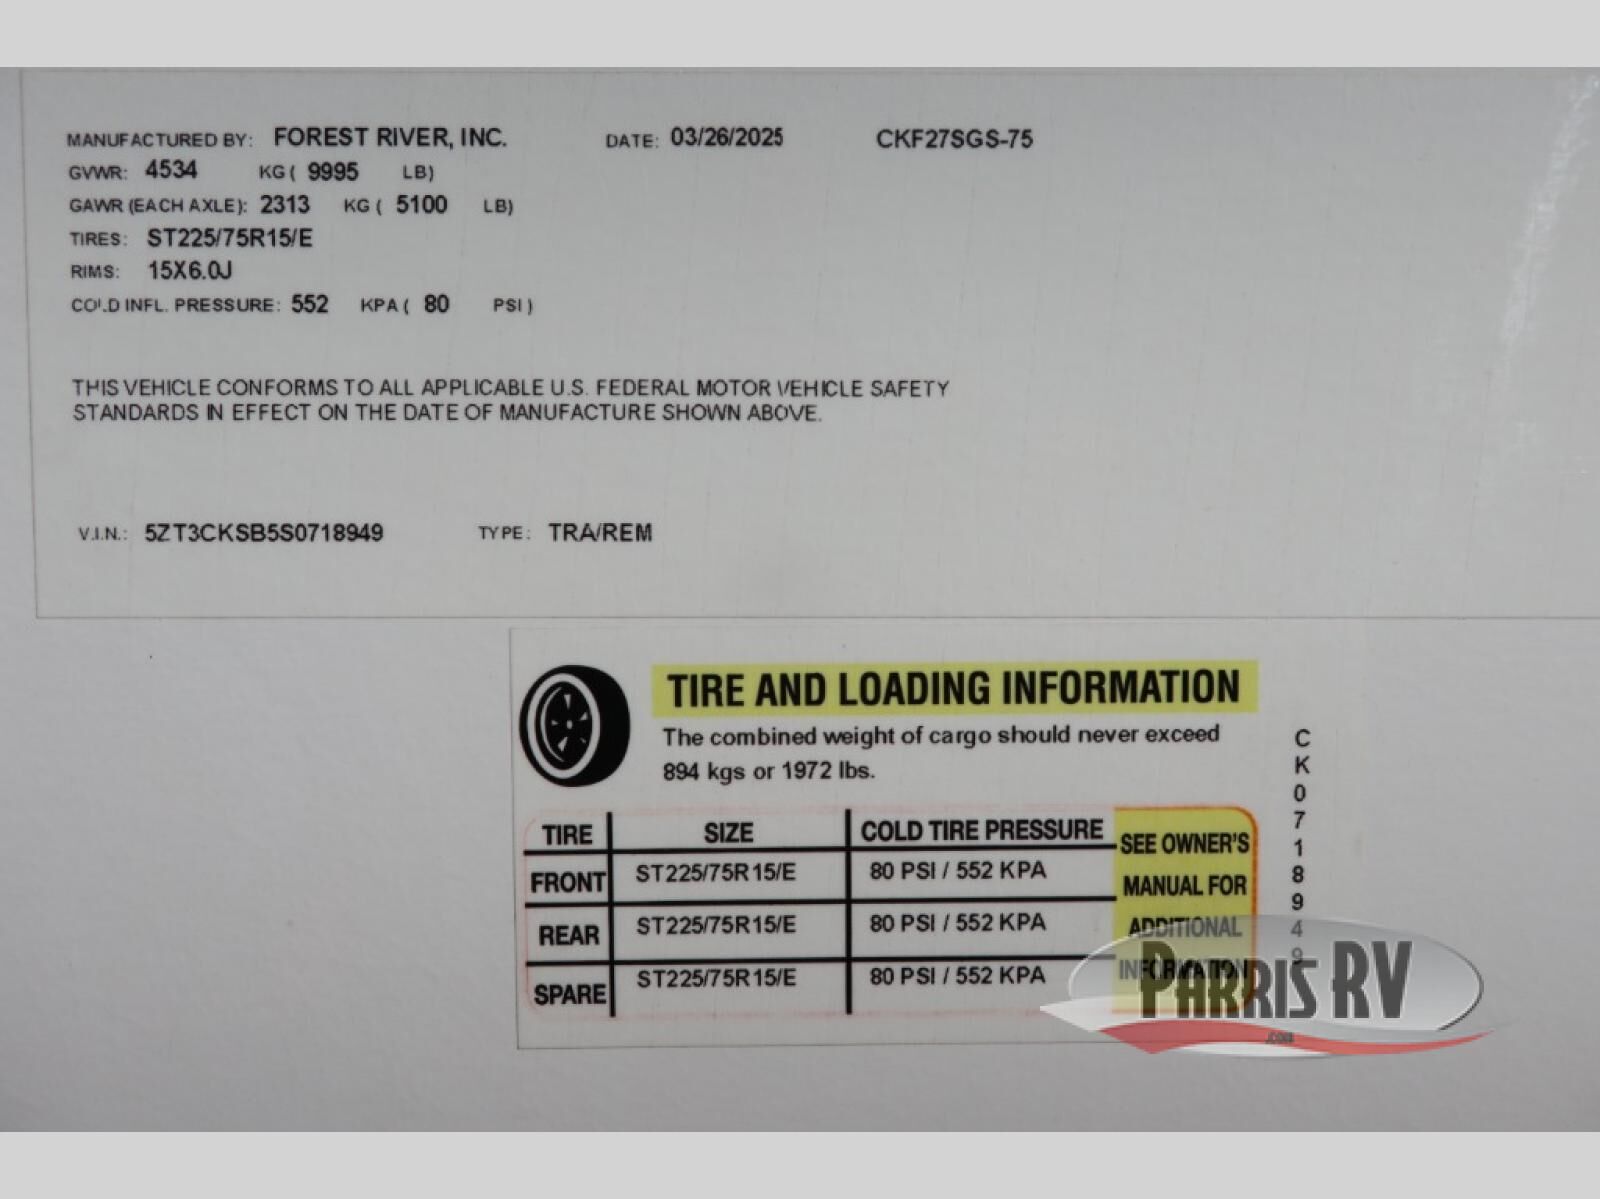 MANUFACTURED BY: FOREST RIVER, INC. DATE: 03/26/2025 CKF27SGS-75
GVWR: 4534 KG ( 9995 LB)
GAWR (EACH AXLE): 2313 KG ( 5100 LB)
TIRES: ST225/75R15/E
RIMS: 15X6.0J
COLD INFL. PRESSURE: 552 KPA ( 80 PSI )
THIS VEHICLE CONFORMS TO ALL APPLICABLE U.S. FEDERAL MOTOR VEHICLE SAFETY
STANDARDS IN EFFECT ON THE DATE OF MANUFACTURE SHOWN ABOVE.
V.I.N.: 5ZT3CKSB5S0718949 TYPE: TRA/REM
TIRE AND LOADING INFORMATION
The combined weight of cargo should never exceed
894 kgs or 1972 lbs.
TIRE SIZE COLD TIRE PRESSURE
FRONT ST225/75R15/E 80 PSI / 552 KPA
REAR ST225/75R15/E 80 PSI / 552 KPA
SPARE ST225/75R15/E 80 PSI / 552 KPA
SEE OWNER'S
MANUAL FOR
ADDITIONAL
INFORMATION
CK0718949
PARRIS RV
.COM